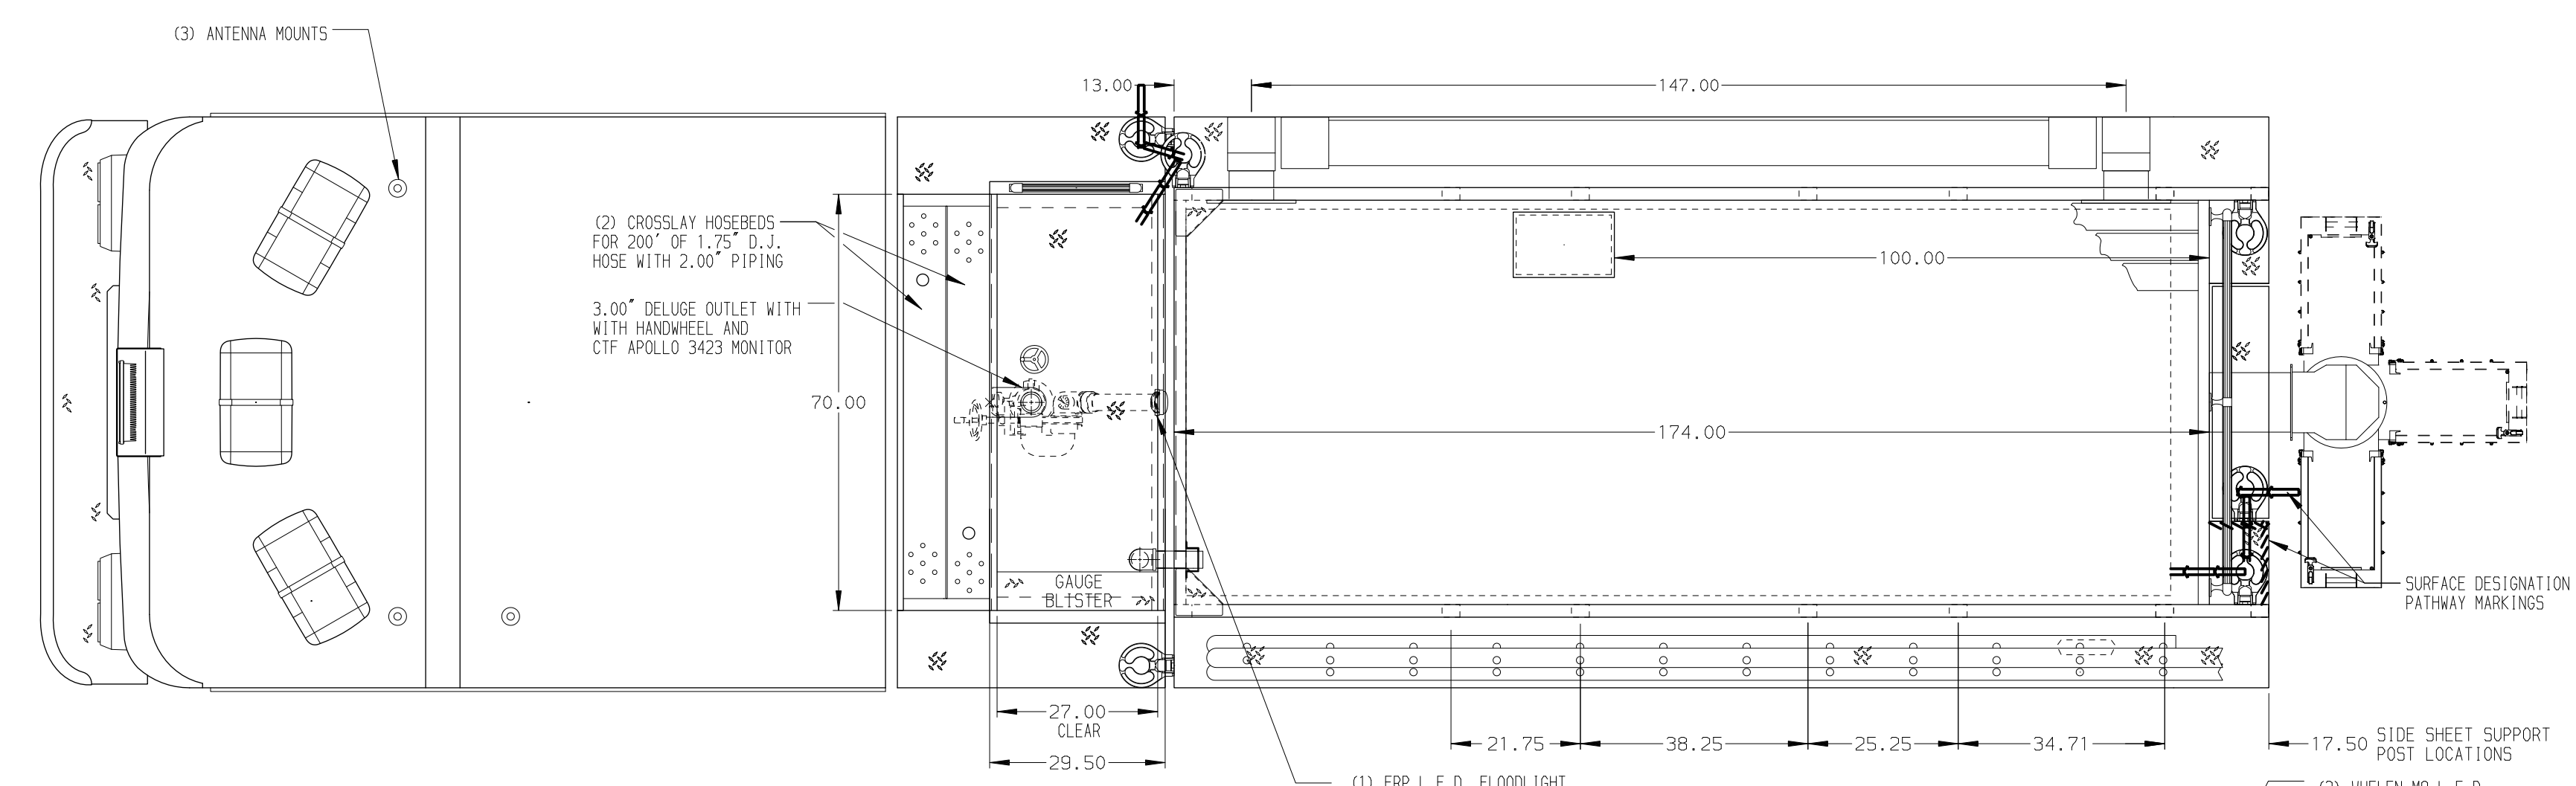 (3) ANTENNA MOUNTS
13.00
147.00
(2) CROSSLAY HOSEBEDS
FOR 200' OF 1.75" D.J.
HOSE WITH 2.00" PIPING
100.00
3.00" DELUGE OUTLET WITH
WITH HANDWHEEL AND
CTF APOLLO 3423 MONITOR
70.00
174.00
GAUGE
BLISTER
SURFACE DESIGNATION
PATHWAY MARKINGS
27.00
CLEAR
29.50
21.75
38.25
25.25
34.71
17.50
SIDE SHEET SUPPORT
POST LOCATIONS
(1) FRP L.E.D. FLOODLIGHT